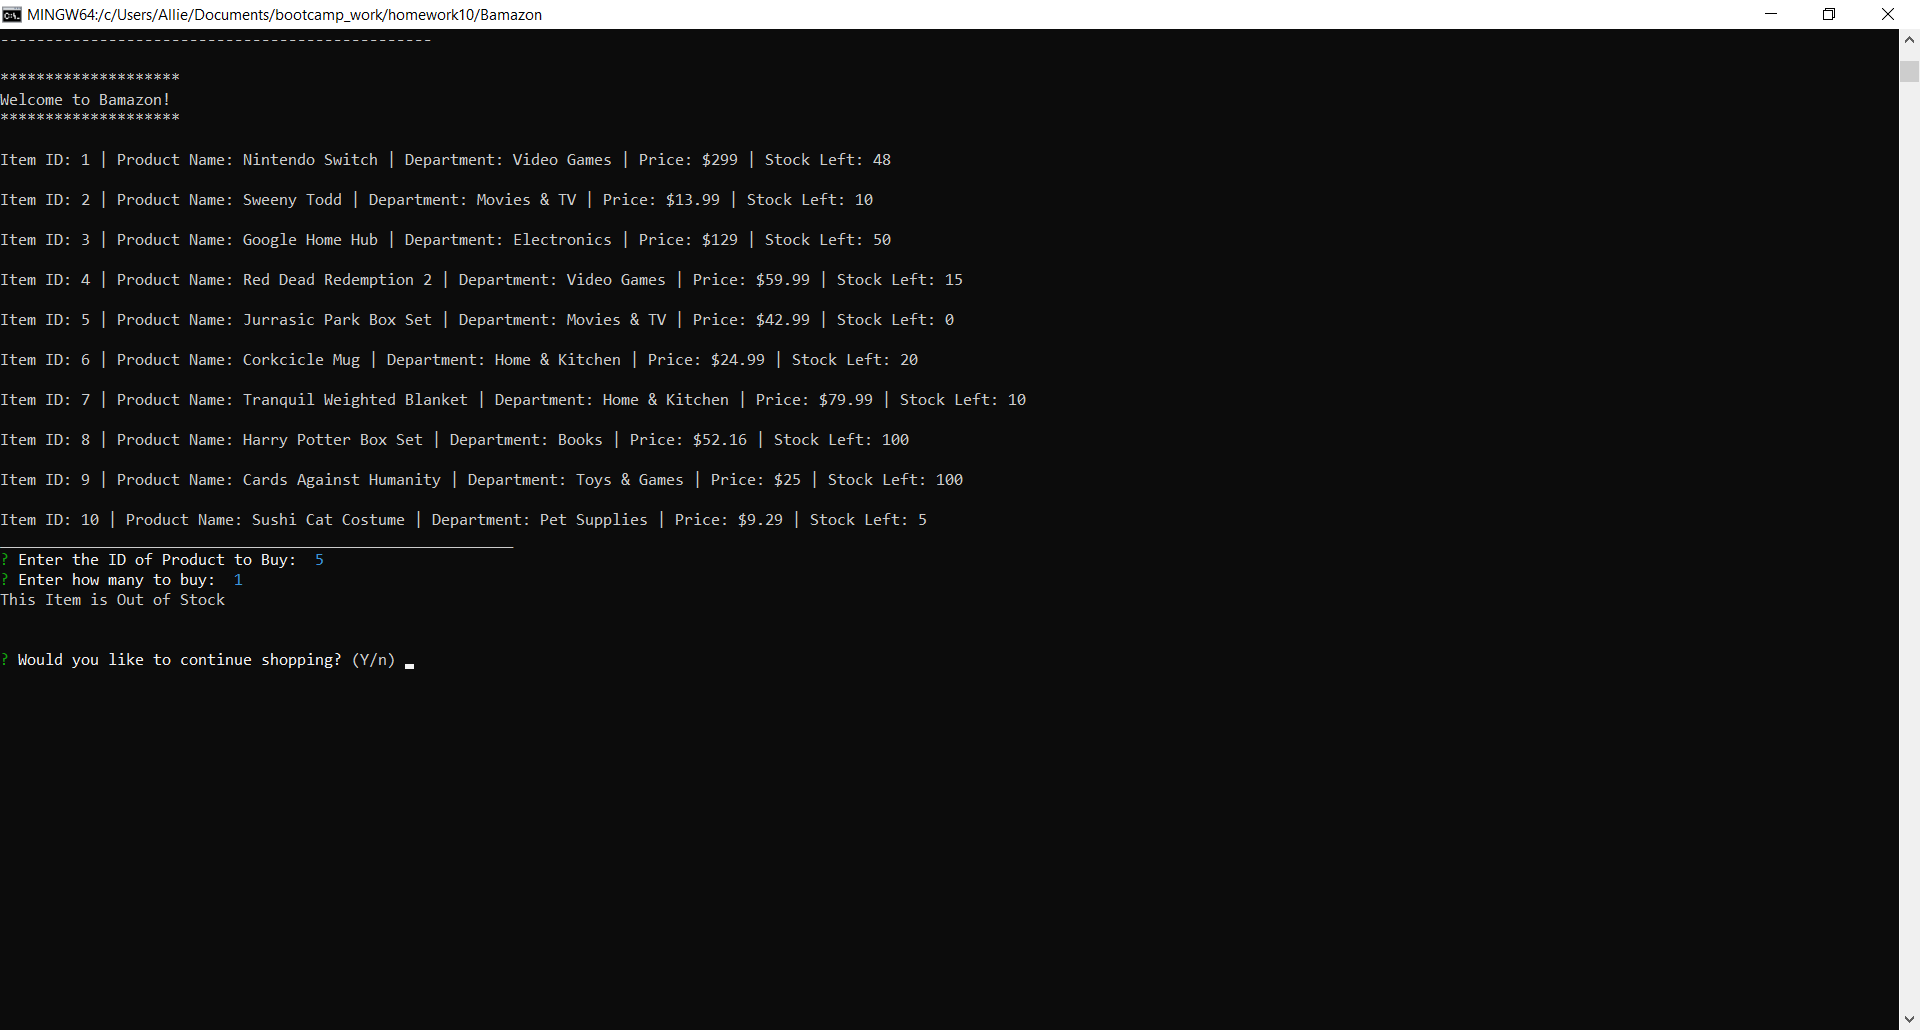 MINGW64:/c/Users/Allie/Documents/bootcamp_work/homework10/Bamazon
------------------------------------------------
********************
Welcome to Bamazon!
********************
Item ID: 1 | Product Name: Nintendo Switch | Department: Video Games | Price: $299 | Stock Left: 48
Item ID: 2 | Product Name: Sweeny Todd | Department: Movies & TV | Price: $13.99 | Stock Left: 10
Item ID: 3 | Product Name: Google Home Hub | Department: Electronics | Price: $129 | Stock Left: 50
Item ID: 4 | Product Name: Red Dead Redemption 2 | Department: Video Games | Price: $59.99 | Stock Left: 15
Item ID: 5 | Product Name: Jurrasic Park Box Set | Department: Movies & TV | Price: $42.99 | Stock Left: 0
Item ID: 6 | Product Name: Corkcicle Mug | Department: Home & Kitchen | Price: $24.99 | Stock Left: 20
Item ID: 7 | Product Name: Tranquil Weighted Blanket | Department: Home & Kitchen | Price: $79.99 | Stock Left: 10
Item ID: 8 | Product Name: Harry Potter Box Set | Department: Books | Price: $52.16 | Stock Left: 100
Item ID: 9 | Product Name: Cards Against Humanity | Department: Toys & Games | Price: $25 | Stock Left: 100
Item ID: 10 | Product Name: Sushi Cat Costume | Department: Pet Supplies | Price: $9.29 | Stock Left: 5
_________________________________________________________
? Enter the ID of Product to Buy:  5
? Enter how many to buy:  1
This Item is Out of Stock
? Would you like to continue shopping? (Y/n)